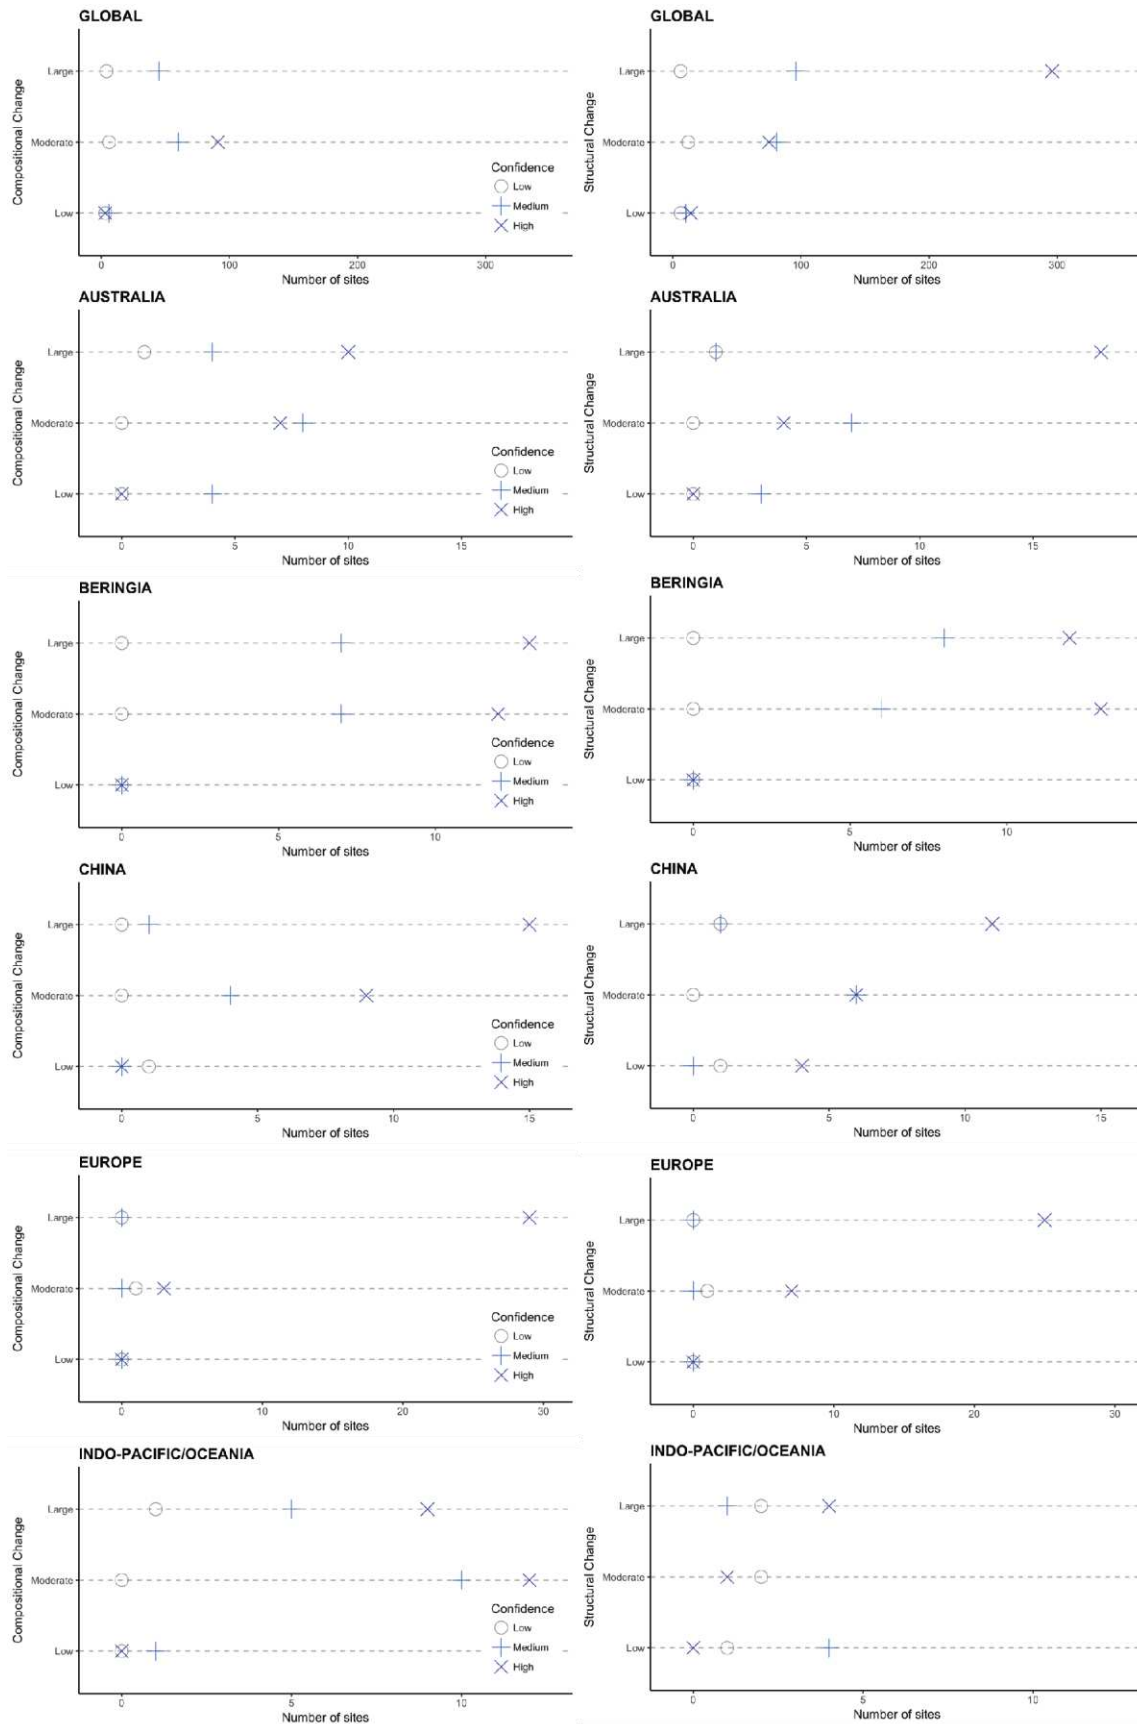 GLOBAL
Compositional Change
Large
Moderate
Low
Confidence
Low
Medium
High
0 100 200 300
Number of sites
GLOBAL
Structural Change
Large
Moderate
Low
0 100 200 300
Number of sites
AUSTRALIA
Compositional Change
Large
Moderate
Low
Confidence
Low
Medium
High
0 5 10 15
Number of sites
AUSTRALIA
Structural Change
Large
Moderate
Low
0 5 10 15
Number of sites
BERINGIA
Compositional Change
Large
Moderate
Low
Confidence
Low
Medium
High
0 5 10
Number of sites
BERINGIA
Structural Change
Large
Moderate
Low
0 5 10
Number of sites
CHINA
Compositional Change
Large
Moderate
Low
Confidence
Low
Medium
High
0 5 10 15
Number of sites
CHINA
Structural Change
Large
Moderate
Low
0 5 10 15
Number of sites
EUROPE
Compositional Change
Large
Moderate
Low
Confidence
Low
Medium
High
0 10 20 30
Number of sites
EUROPE
Structural Change
Large
Moderate
Low
0 10 20 30
Number of sites
INDO-PACIFIC/OCEANIA
Compositional Change
Large
Moderate
Low
Confidence
Low
Medium
High
0 5 10
Number of sites
INDO-PACIFIC/OCEANIA
Structural Change
Large
Moderate
Low
0 5 10
Number of sites